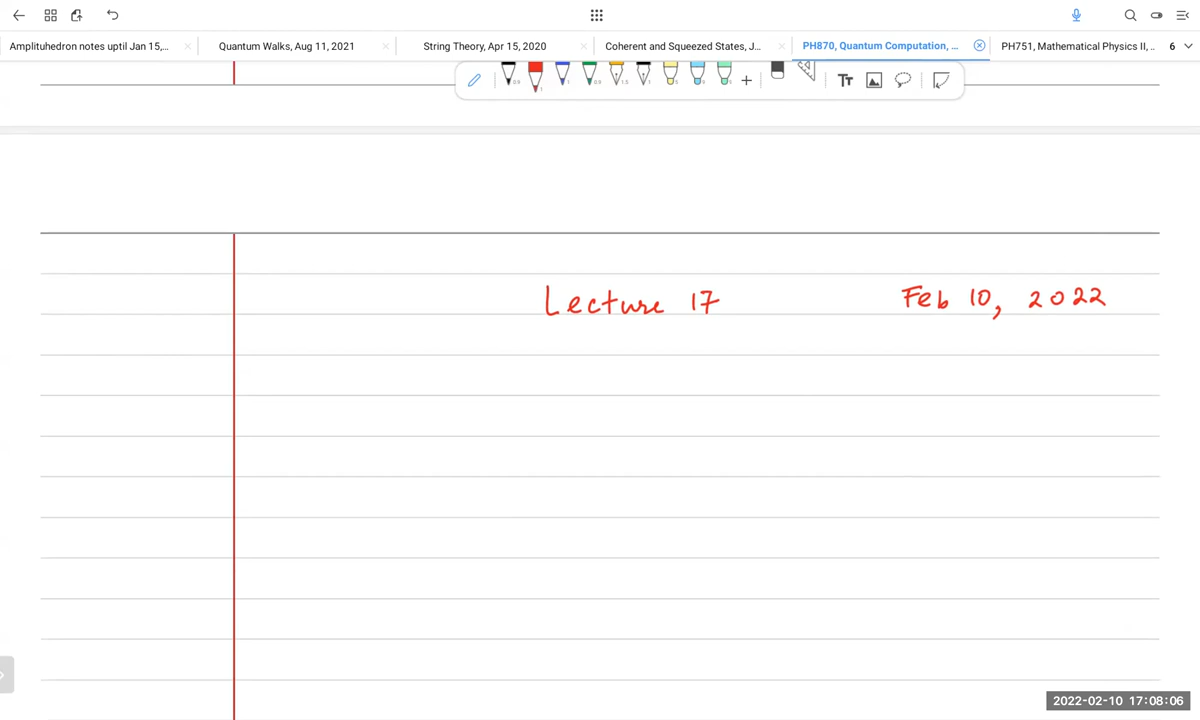 Amplituhedron notes uptil Jan 15,...
Quantum Walks, Aug 11, 2021
String Theory, Apr 15, 2020
Coherent and Squeezed States, J...
PH870, Quantum Computation, ...
PH751, Mathematical Physics II, ..
6
Tт
Lecture 17
Feb 10, 2022
2022-02-10 17:08:06